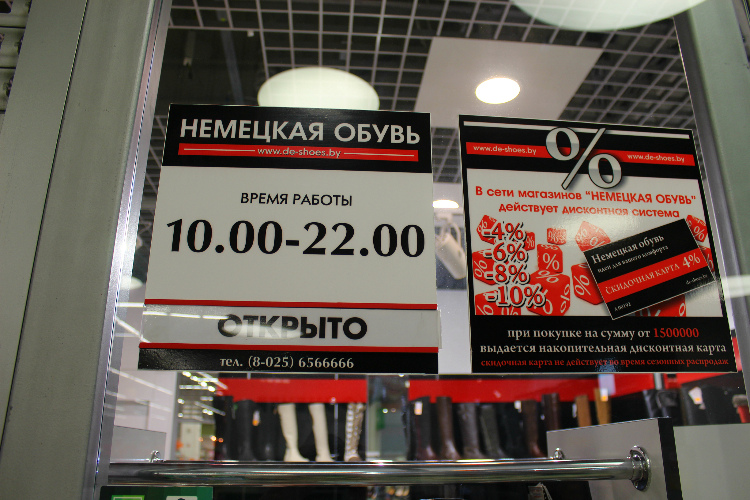 НЕМЕЦКАЯ ОБУВЬ
www.de-shoes.by
ВРЕМЯ РАБОТЫ
10.00-22.00
ОТКРЫТО
тел. (8-025) 6566666
%
www.de-shoes.by
www.de-shoes.by
В сети магазинов "НЕМЕЦКАЯ ОБУВЬ"
действует дисконтная система
-4%
-6%
-8%
-10%
Немецкая обувь
СКИДОЧНАЯ КАРТА 4%
de-shoes.by
при покупке на сумму от 1500000
выдается накопительная дисконтная карта
скидочная карта не действует во время сезонных распродаж